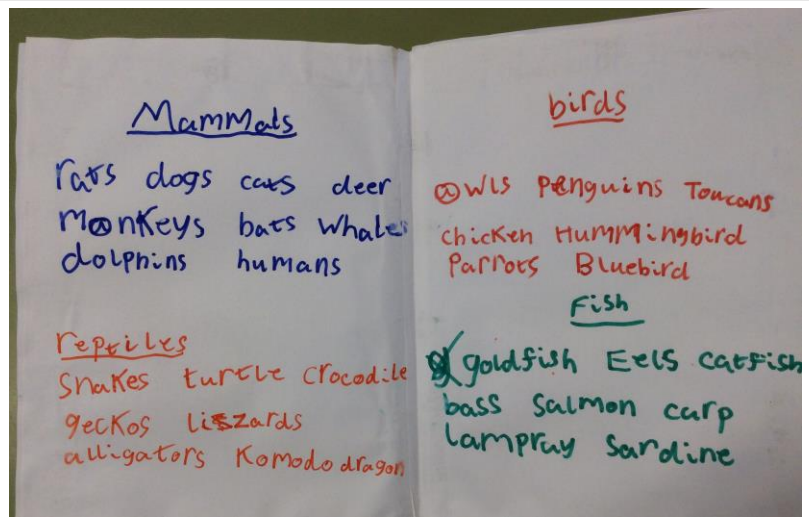 Mammals
rats dogs cats deer
monkeys bats whales
dolphins humans
reptiles
snakes turtle crocodile
geckos lizzards
alligators Komodo dragon
birds
owls Penguins Toucans
chicken Hummingbird
Parrots Bluebird
Fish
goldfish Eels catfish
bass salmon carp
lampray sardine